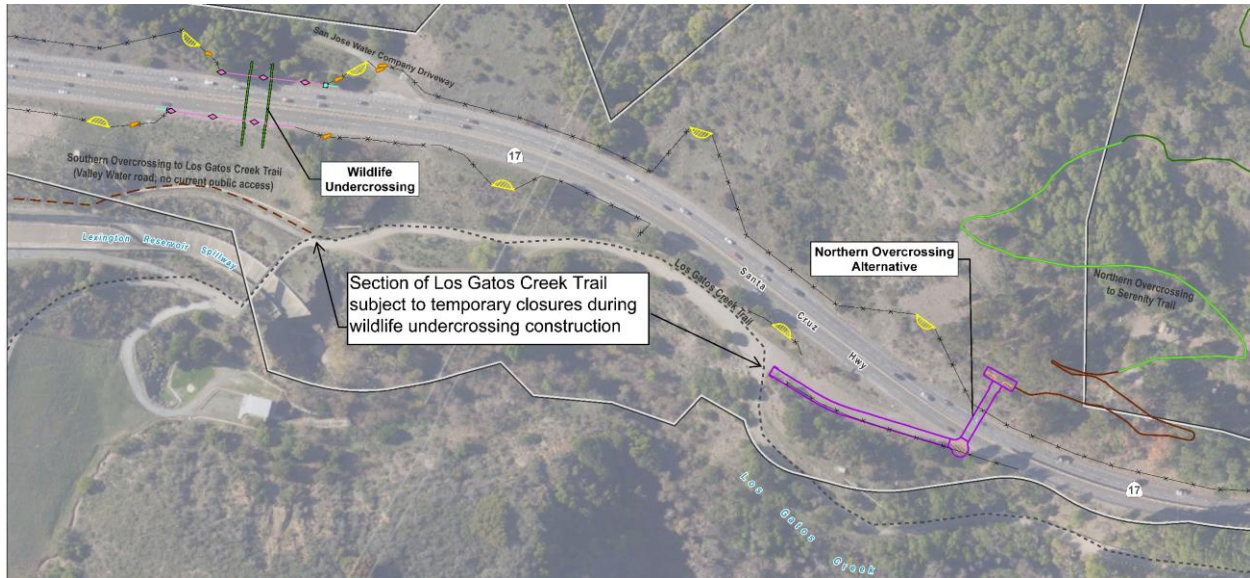 San Jose Water Company Driveway
Southern Overcrossing to Los Gatos Creek Trail
(Valley Water road, no current public access)
Wildlife
Undercrossing
17
Lexington Reservoir Spillway
Section of Los Gatos Creek Trail
subject to temporary closures during
wildlife undercrossing construction
Los Gatos Creek Trail
Santa
Cruz
Hwy
Northern Overcrossing
Alternative
Northern Overcrossing
to Serenity Trail
17
Los Gatos Creek